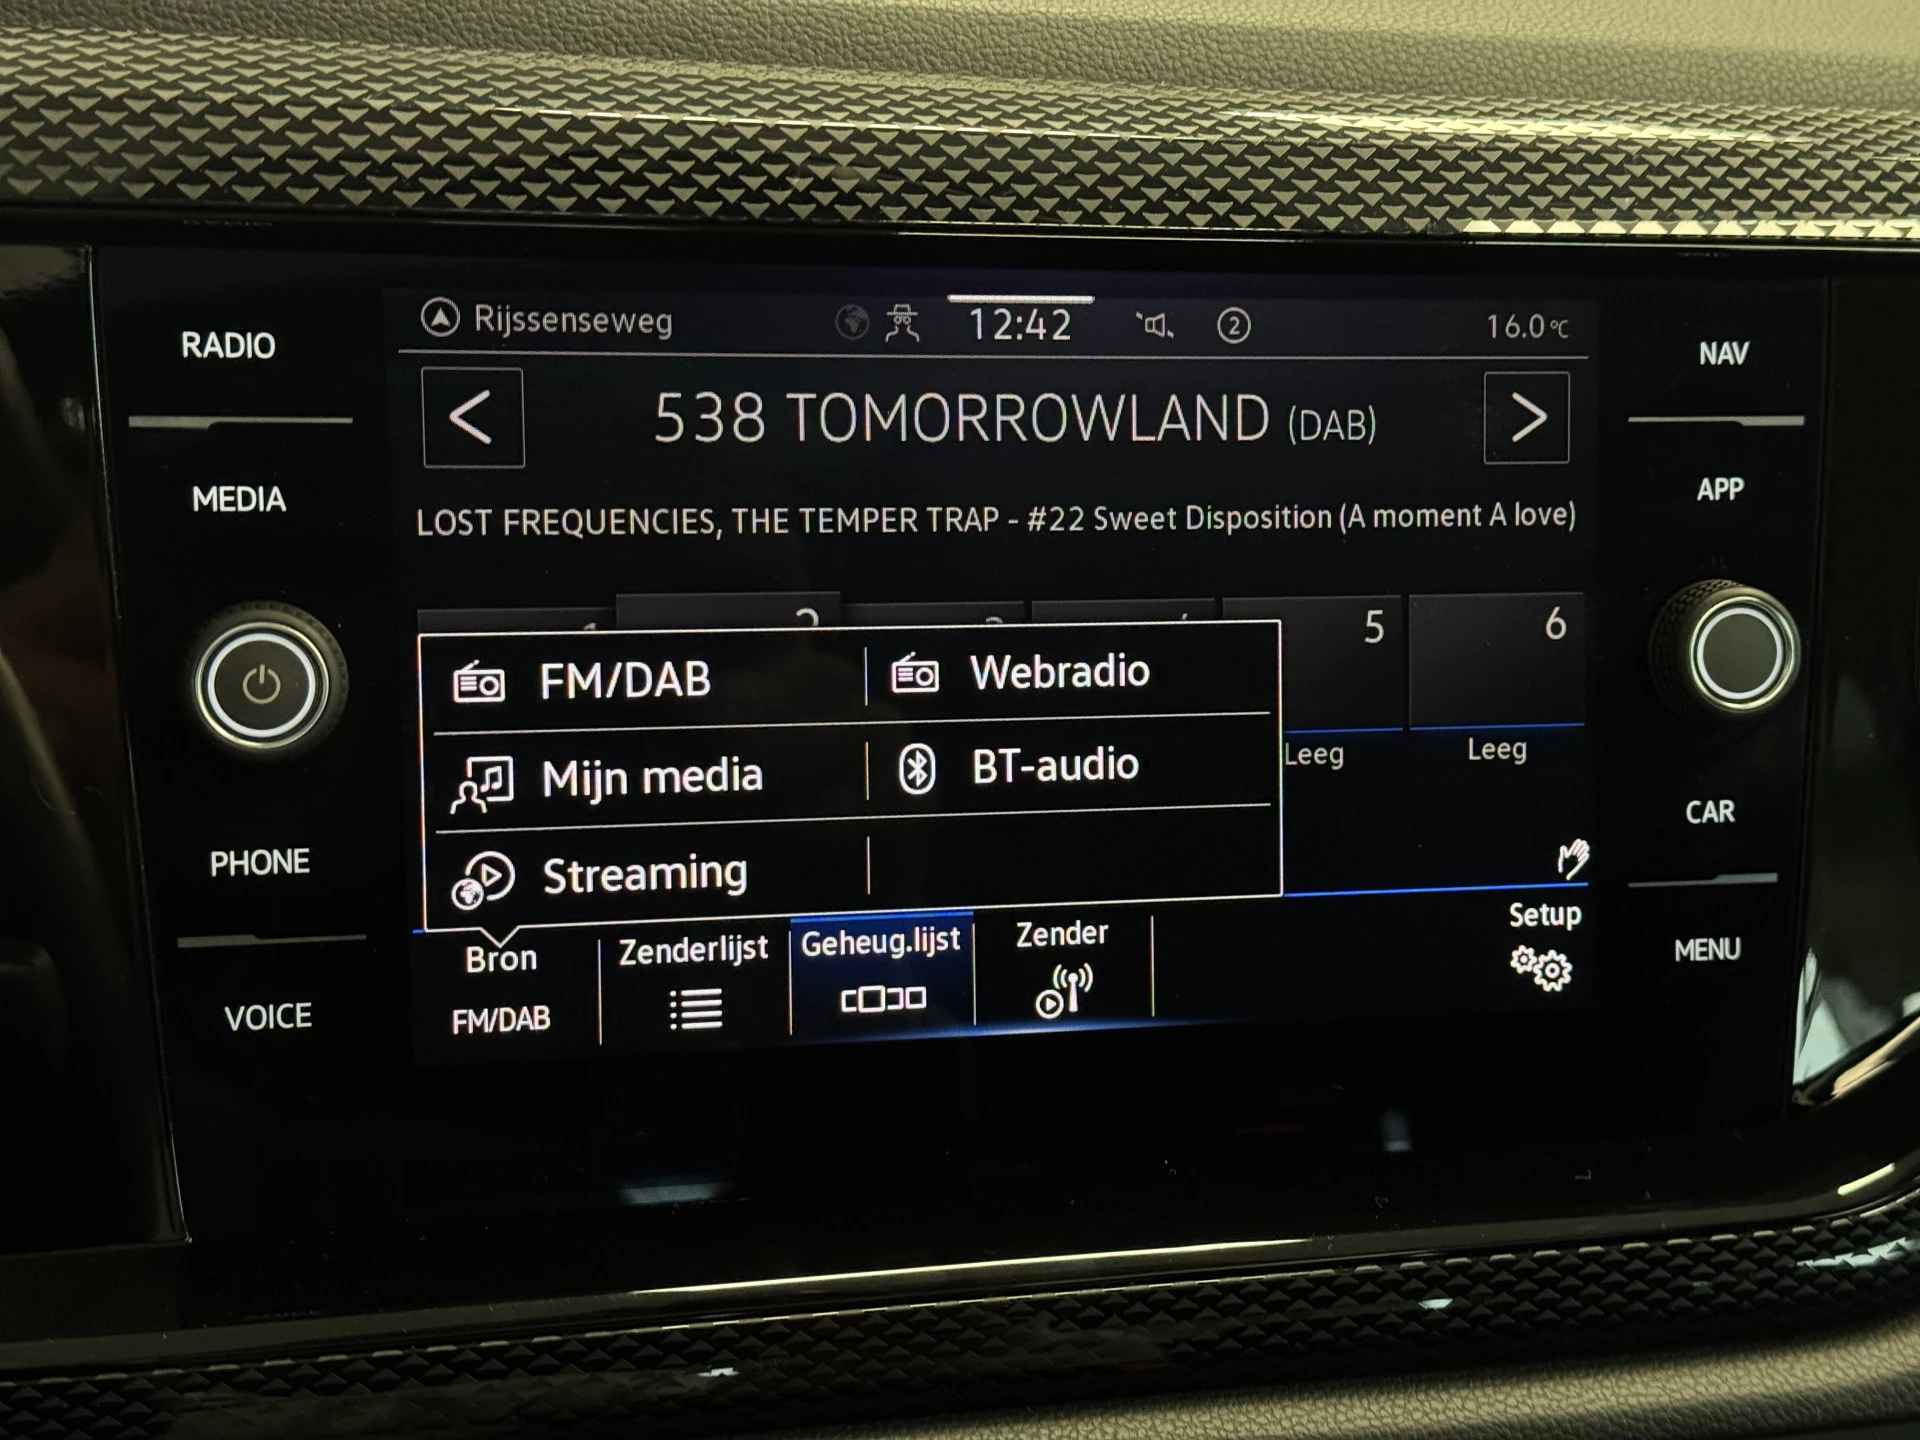 RADIO
MEDIA
PHONE
VOICE
Rijssenseweg
12:42
2
16.0°C
538 TOMORROWLAND (DAB)
LOST FREQUENCIES, THE TEMPER TRAP - #22 Sweet Disposition (A moment A love)
5
6
FM/DAB
Webradio
Mijn media
BT-audio
Streaming
Leeg
Leeg
Bron
FM/DAB
Zenderlijst
Geheug.lijst
Zender
Setup
NAV
APP
CAR
MENU